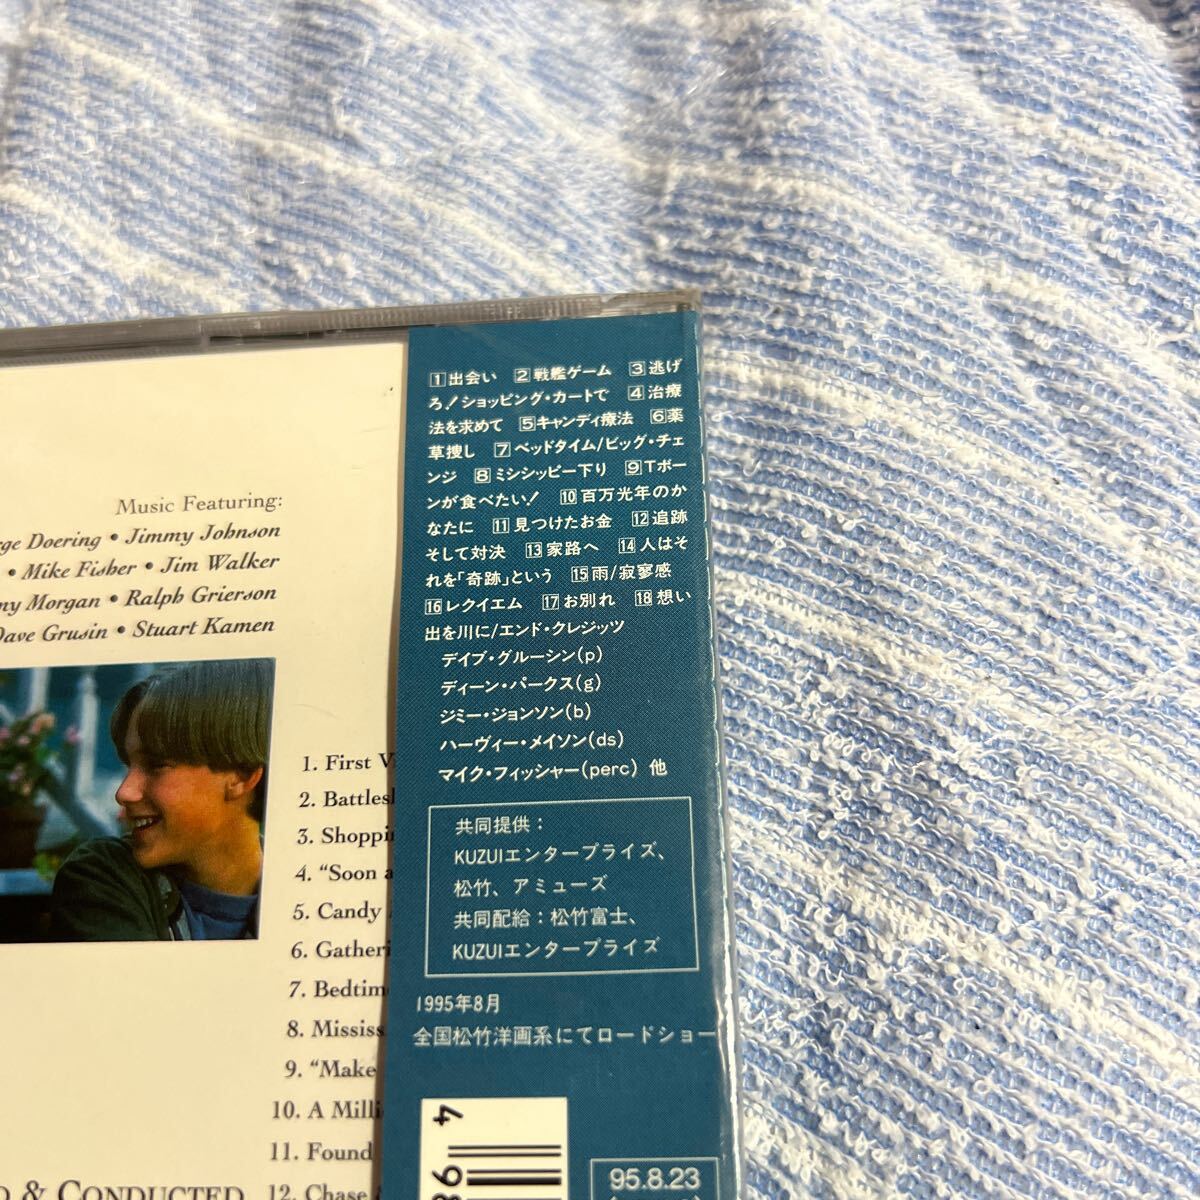 Music Featuring:
Doering • Jimmy Johnson
• Mike Fisher • Jim Walker
Morgan • Ralph Grierson
Dave Grusin • Stuart Kamen
1. First
2.
3.
4. “Soon
5. Candy
6.
7.
8.
9. “Make
10. A
11. Found
12. Chase
& CONDUCTED
1出会い 2戦艦ゲーム 3逃げ
ろ!ショッピング・カートで 4治療
法を求めて 5キャンディ療法 6薬
草捜し 7ベッドタイム/ビッグ・チェ
ンジ 8ミシシッピー下り 9Tボー
ンが食べたい! 10百万光年のか
なたに 11見つけたお金 12追跡
そして対決 13家路へ 14人はそ
れを「奇跡」という 15雨/寂寥感
16レクイエム 17お別れ 18想い
出を川に/エンド・クレジッツ
デイブ・グルーシン(p)
ディーン・パークス(g)
ジミー・ジョンソン(b)
ハーヴィー・メイソン(ds)
マイク・フィッシャー(perc) 他
共同提供:
KUZUIエンタープライズ、
松竹、アミューズ
共同配給:松竹富士、
KUZUIエンタープライズ
1995年8月
全国松竹洋画系にてロードショー
4
95.8.23